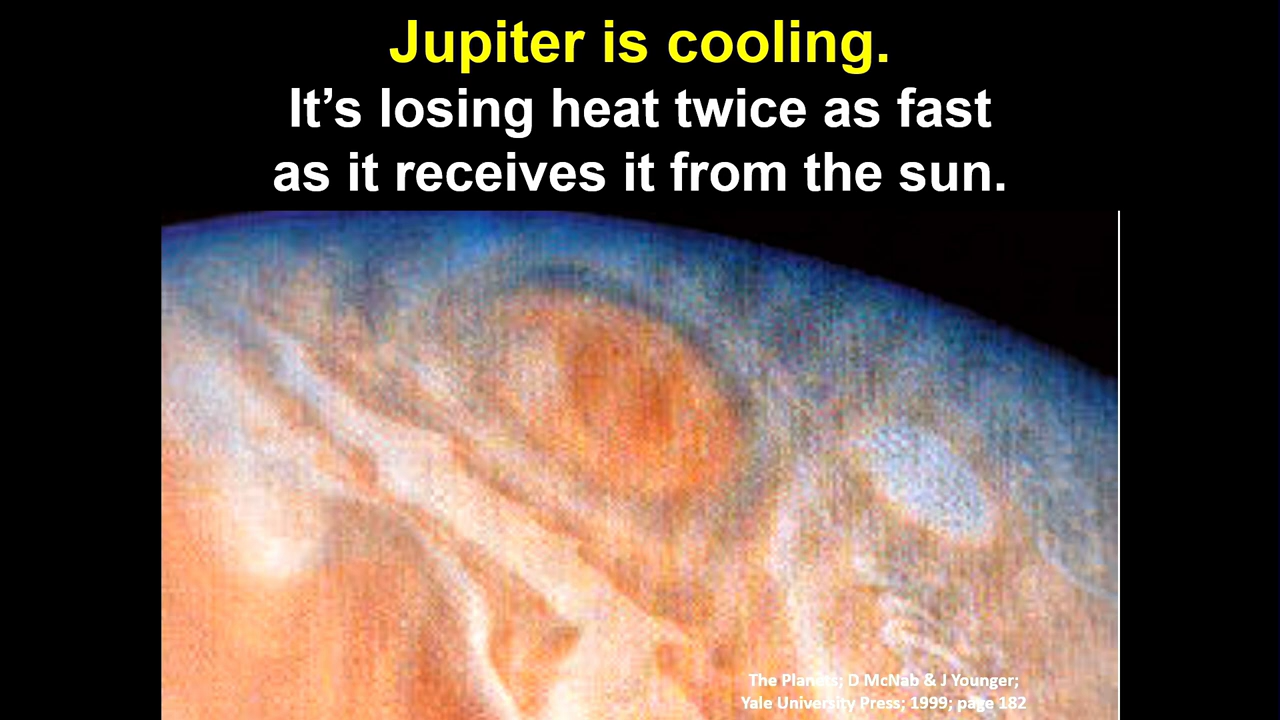 Jupiter is cooling.
It’s losing heat twice as fast
as it receives it from the sun.
The Planets; D McNab & J Younger;
Yale University Press; 1999; page 182